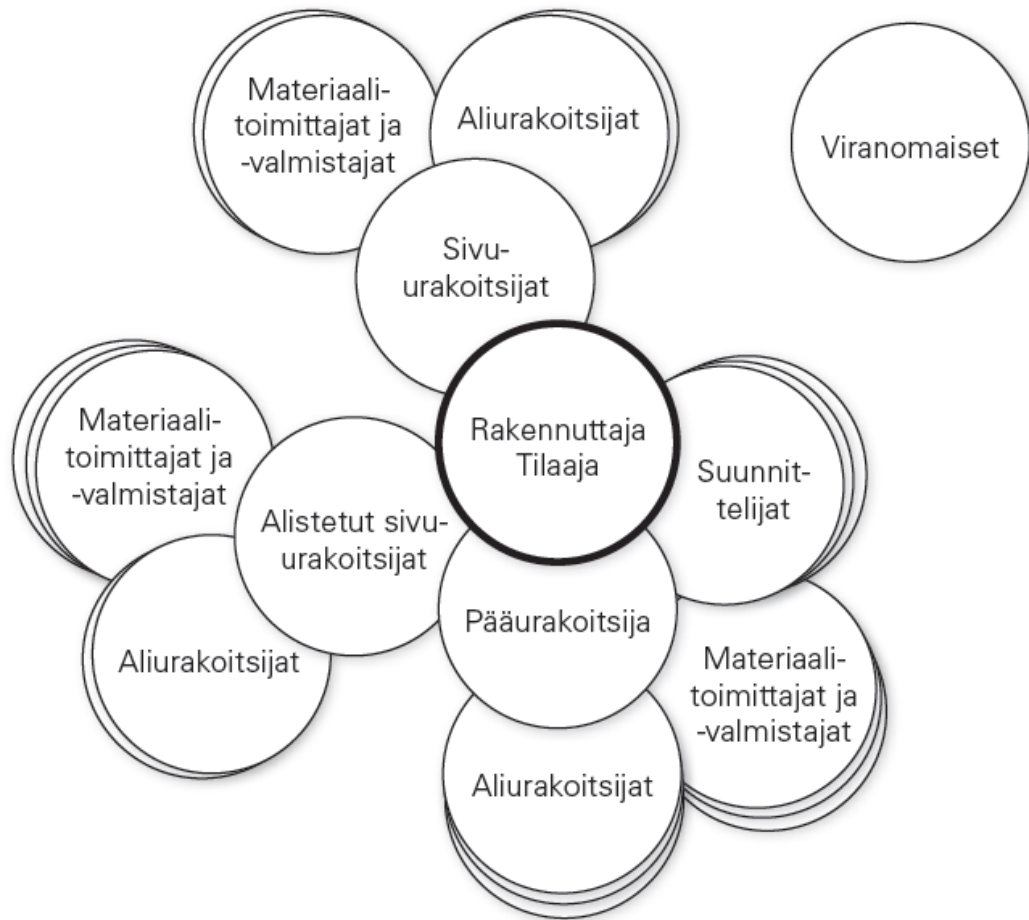 Materiaali-
toimittajat ja
-valmistajat
Aliurakoitsijat
Viranomaiset
Sivu-
urakoitsijat
Rakennuttaja
Tilaaja
Materiaali-
toimittajat ja
-valmistajat
Suunnit-
telijat
Alistetut sivu-
urakoitsijat
Pääurakoitsija
Aliurakoitsijat
Materiaali-
toimittajat ja
-valmistajat
Aliurakoitsijat